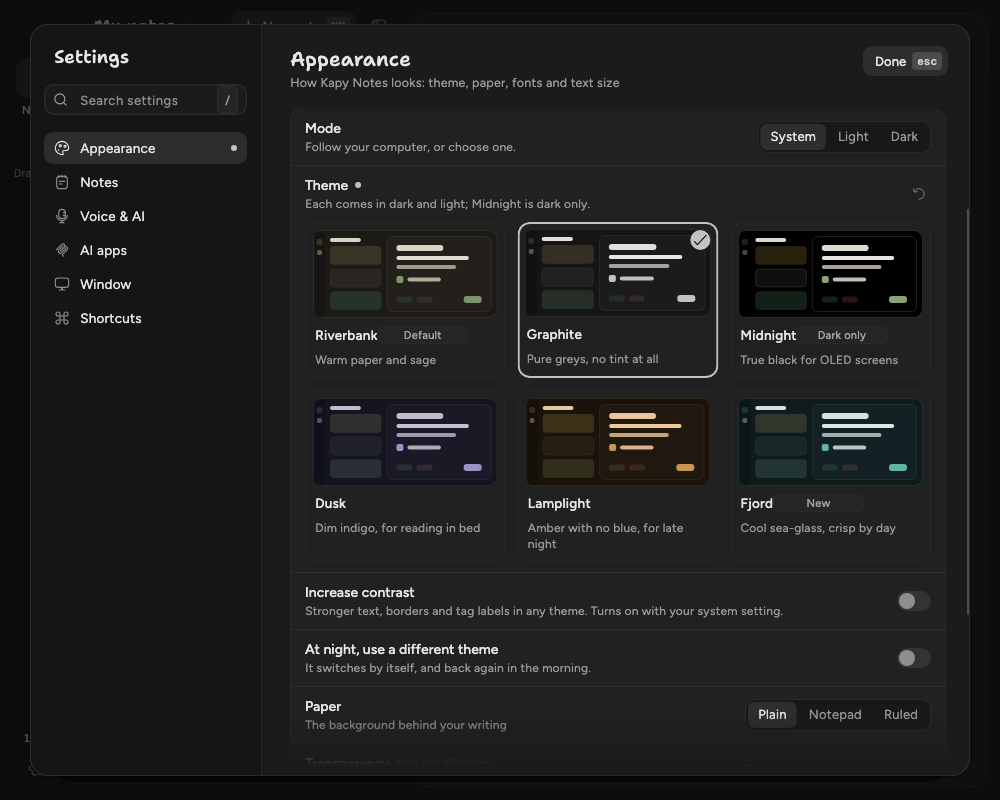 My notes
Settings
Search settings /
Appearance
Notes
Voice & AI
AI apps
Window
Shortcuts
Appearance
How Kapy Notes looks: theme, paper, fonts and text size
Done esc
Mode
Follow your computer, or choose one.
System Light Dark
Theme
Each comes in dark and light; Midnight is dark only.
Riverbank Default
Warm paper and sage
Graphite
Pure greys, no tint at all
Midnight Dark only
True black for OLED screens
Dusk
Dim indigo, for reading in bed
Lamplight
Amber with no blue, for late
night
Fjord New
Cool sea-glass, crisp by day
Increase contrast
Stronger text, borders and tag labels in any theme. Turns on with your system setting.
At night, use a different theme
It switches by itself, and back again in the morning.
Paper
The background behind your writing
Plain Notepad Ruled
Transparency Mac and Windows